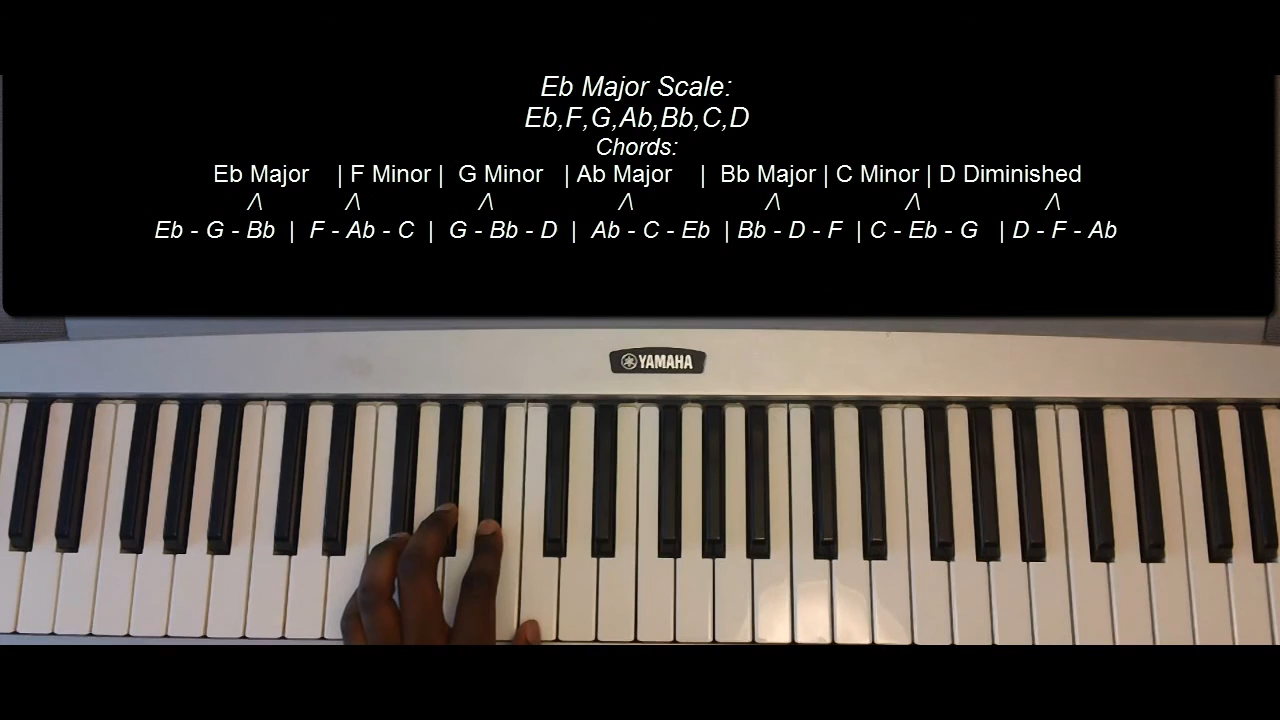 Eb Major Scale:
Eb,F,G,Ab,Bb,C,D
Chords:
Eb Major | F Minor | G Minor | Ab Major | Bb Major | C Minor | D Diminished
/\ /\ /\ /\ /\ /\ /\
Eb - G - Bb | F - Ab - C | G - Bb - D | Ab - C - Eb | Bb - D - F | C - Eb - G | D - F - Ab
YAMAHA